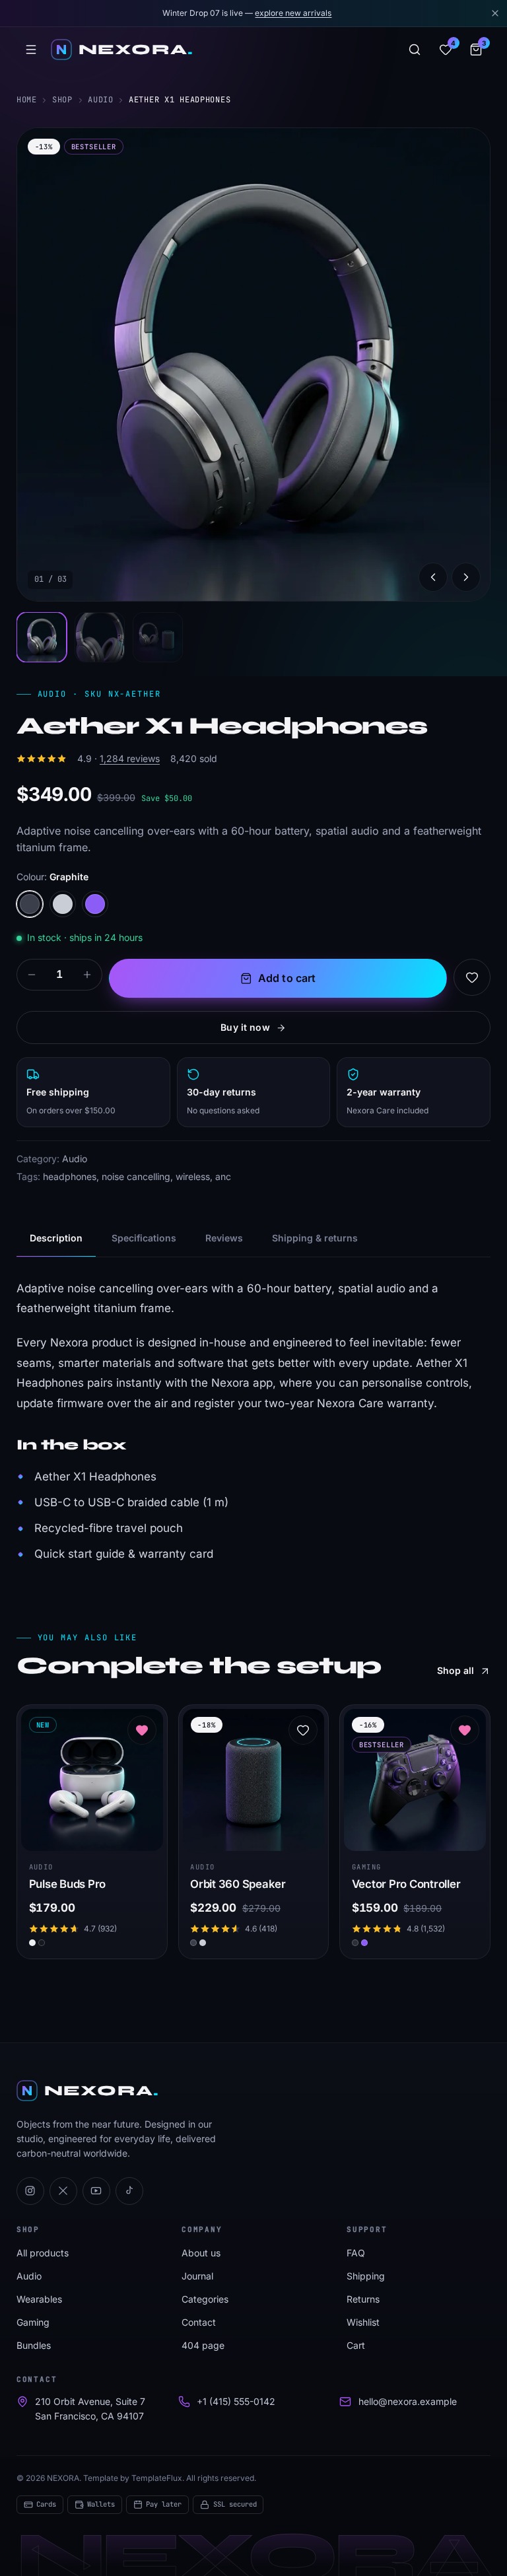 Winter Drop 07 is live — explore new arrivals
N NEXORA.
4
3
HOME > SHOP > AUDIO > AETHER X1 HEADPHONES
-13%
BESTSELLER
01 / 03
AUDIO · SKU NX-AETHER
Aether X1 Headphones
4.9 · 1,284 reviews 8,420 sold
$349.00 $399.00 Save $50.00
Adaptive noise cancelling over-ears with a 60-hour battery, spatial audio and a featherweight
titanium frame.
Colour: Graphite
In stock · ships in 24 hours
− 1 +
Add to cart
Buy it now
Free shipping
On orders over $150.00
30-day returns
No questions asked
2-year warranty
Nexora Care included
Category: Audio
Tags: headphones, noise cancelling, wireless, anc
Description
Specifications
Reviews
Shipping & returns
Adaptive noise cancelling over-ears with a 60-hour battery, spatial audio and a
featherweight titanium frame.
Every Nexora product is designed in-house and engineered to feel inevitable: fewer
seams, smarter materials and software that gets better with every update. Aether X1
Headphones pairs instantly with the Nexora app, where you can personalise controls,
update firmware over the air and register your two-year Nexora Care warranty.
In the box
Aether X1 Headphones
USB-C to USB-C braided cable (1 m)
Recycled-fibre travel pouch
Quick start guide & warranty card
YOU MAY ALSO LIKE
Complete the setup
Shop all
NEW
AUDIO
Pulse Buds Pro
$179.00
4.7 (932)
-18%
AUDIO
Orbit 360 Speaker
$229.00 $279.00
4.6 (418)
-16%
BESTSELLER
GAMING
Vector Pro Controller
$159.00 $189.00
4.8 (1,532)
N NEXORA.
Objects from the near future. Designed in our
studio, engineered for everyday life, delivered
carbon-neutral worldwide.
SHOP
All products
Audio
Wearables
Gaming
Bundles
COMPANY
About us
Journal
Categories
Contact
404 page
SUPPORT
FAQ
Shipping
Returns
Wishlist
Cart
CONTACT
210 Orbit Avenue, Suite 7
San Francisco, CA 94107
+1 (415) 555-0142
hello@nexora.example
© 2026 NEXORA. Template by TemplateFlux. All rights reserved.
Cards
Wallets
Pay later
SSL secured
NEXORA